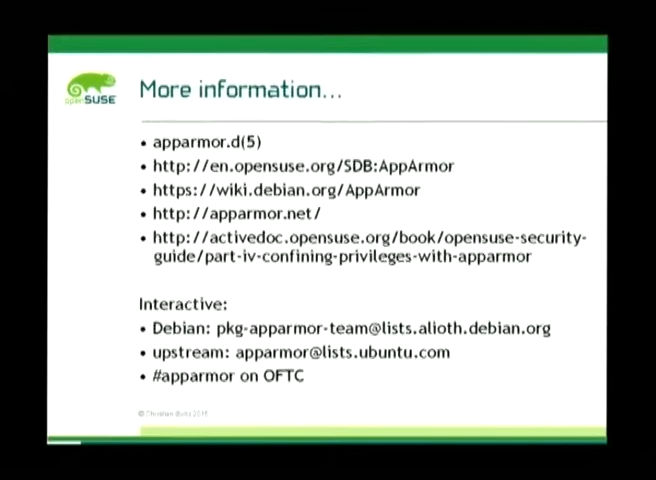 openSUSE
More information...
• apparmor.d(5)
• http://en.opensuse.org/SDB:AppArmor
• https://wiki.debian.org/AppArmor
• http://apparmor.net/
• http://activedoc.opensuse.org/book/opensuse-security-
guide/part-iv-confining-privileges-with-apparmor
Interactive:
• Debian: pkg-apparmor-team@lists.alioth.debian.org
• upstream: apparmor@lists.ubuntu.com
• #apparmor on OFTC
© Christian